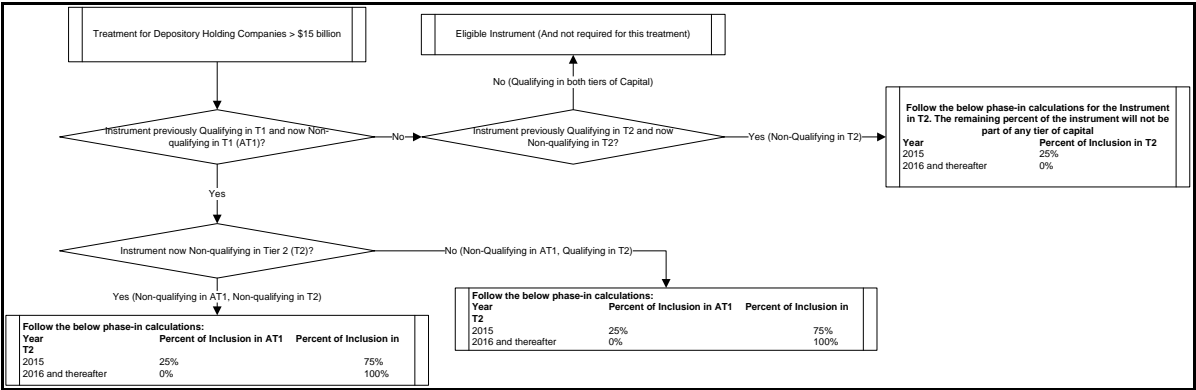 Treatment for Depository Holding Companies > $15 billion
Eligible Instrument (And not required for this treatment)
No (Qualifying in both tiers of Capital)
Instrument previously Qualifying in T1 and now Non-
qualifying in T1 (AT1)?
No
Instrument previously Qualifying in T2 and now
Non-qualifying in T2?
Yes (Non-Qualifying in T2)
Follow the below phase-in calculations for the Instrument
in T2. The remaining percent of the instrument will not be
part of any tier of capital
Year Percent of Inclusion in T2
2015 25%
2016 and thereafter 0%
Yes
Instrument now Non-qualifying in Tier 2 (T2)?
No (Non-Qualifying in AT1, Qualifying in T2)
Yes (Non-qualifying in AT1, Non-qualifying in T2)
Follow the below phase-in calculations:
Year Percent of Inclusion in AT1 Percent of Inclusion in
T2
2015 25% 75%
2016 and thereafter 0% 100%
Follow the below phase-in calculations:
Year Percent of Inclusion in AT1 Percent of Inclusion in
T2
2015 25% 75%
2016 and thereafter 0% 100%